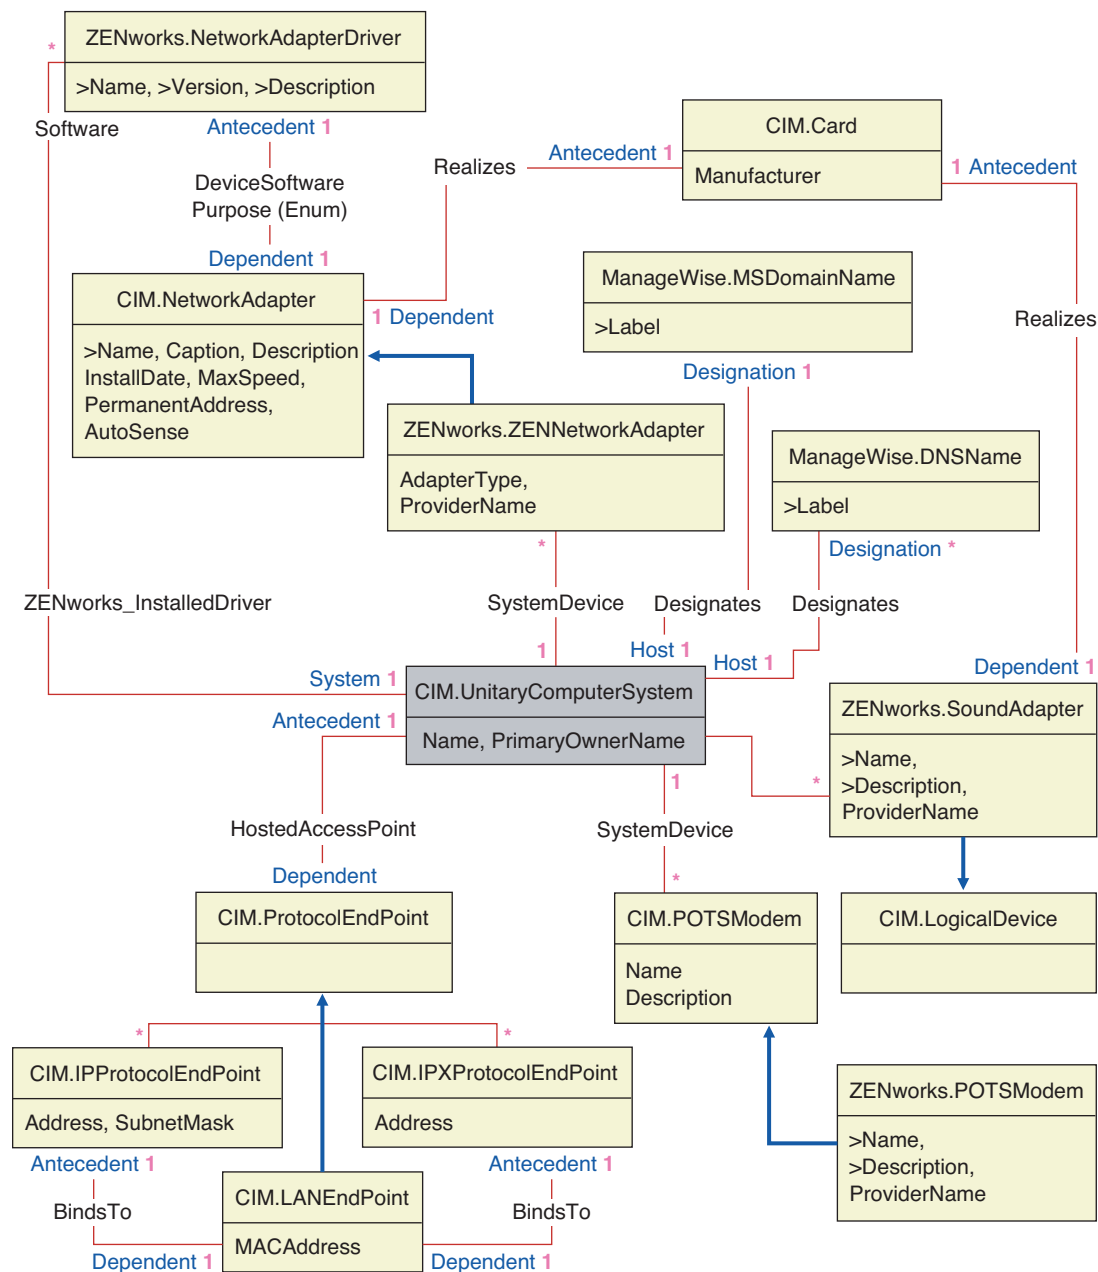 ZENworks.NetworkAdapterDriver
*
>Name, >Version, >Description
Software
Antecedent 1
DeviceSoftware
Purpose (Enum)
Dependent 1
Realizes
Antecedent 1
CIM.Card
Manufacturer
1 Antecedent
Realizes
CIM.NetworkAdapter
1 Dependent
>Name, Caption, Description
InstallDate, MaxSpeed,
PermanentAddress,
AutoSense
ManageWise.MSDomainName
>Label
Designation 1
ZENworks.ZENNetworkAdapter
AdapterType,
ProviderName
*
ManageWise.DNSName
>Label
Designation *
ZENworks_InstalledDriver
SystemDevice
Designates
Designates
1
Host 1
Host 1
Dependent 1
System 1
Antecedent 1
CIM.UnitaryComputerSystem
Name, PrimaryOwnerName
ZENworks.SoundAdapter
>Name,
>Description,
ProviderName
*
1
HostedAccessPoint
SystemDevice
Dependent
*
CIM.ProtocolEndPoint
CIM.POTSModem
Name
Description
CIM.LogicalDevice
*
*
CIM.IPProtocolEndPoint
Address, SubnetMask
CIM.IPXProtocolEndPoint
Address
ZENworks.POTSModem
>Name,
>Description,
ProviderName
Antecedent 1
Antecedent 1
CIM.LANEndPoint
MACAddress
BindsTo
BindsTo
Dependent 1
Dependent 1